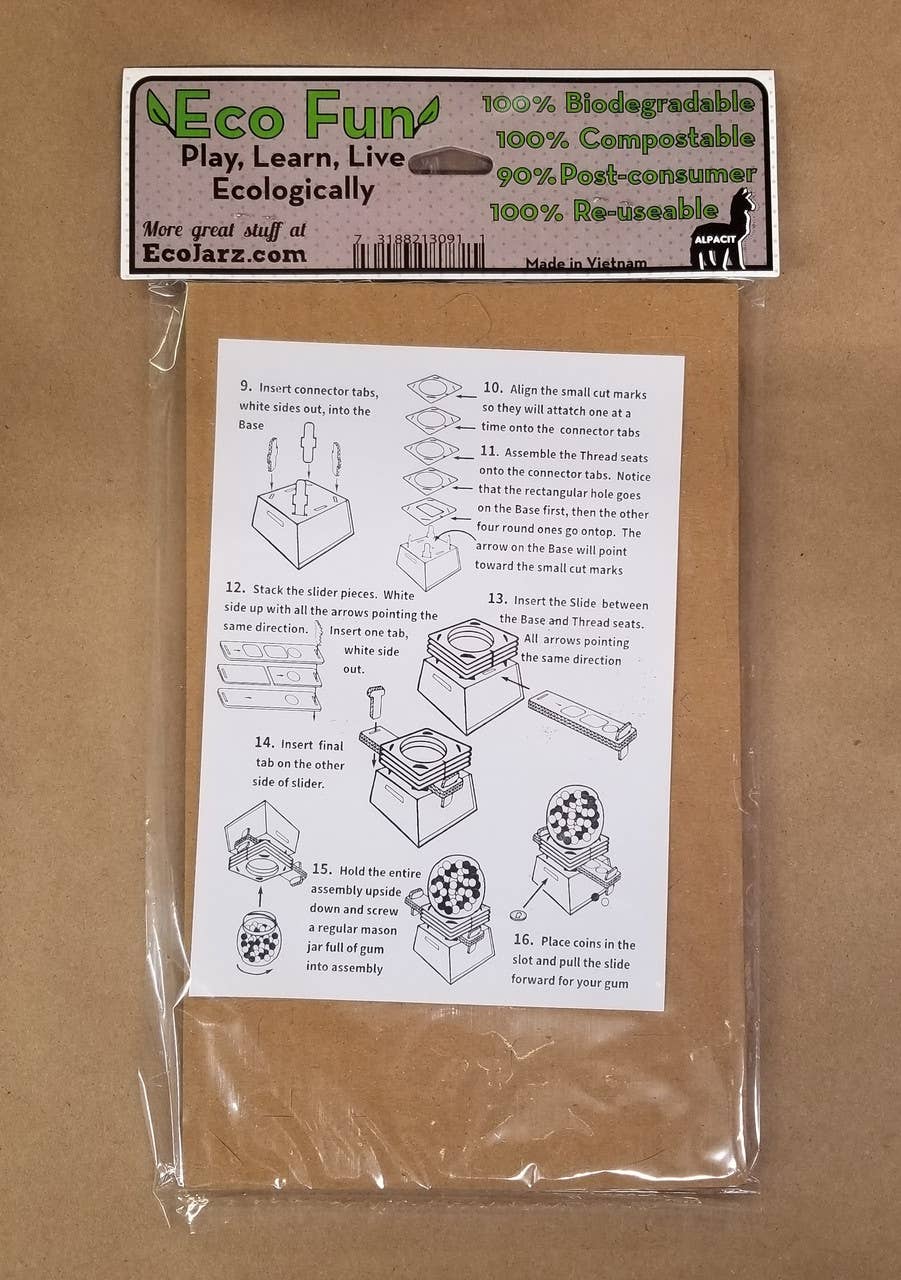 Eco Fun
Play, Learn, Live
Ecologically
More great stuff at
EcoJarz.com
7 3188213091 1
100% Biodegradable
100% Compostable
90% Post-consumer
100% Re-useable
ALPACIT
Made in Vietnam
9. Insert connector tabs,
white sides out, into the
Base
10. Align the small cut marks
so they will attatch one at a
time onto the connector tabs
11. Assemble the Thread seats
onto the connector tabs. Notice
that the rectangular hole goes
on the Base first, then the other
four round ones go ontop. The
arrow on the Base will point
toward the small cut marks
12. Stack the slider pieces. White
side up with all the arrows pointing the
same direction. Insert one tab,
white side
out.
13. Insert the Slide between
the Base and Thread seats.
All arrows pointing
the same direction
14. Insert final
tab on the other
side of slider.
15. Hold the entire
assembly upside
down and screw
a regular mason
jar full of gum
into assembly
16. Place coins in the
slot and pull the slide
forward for your gum